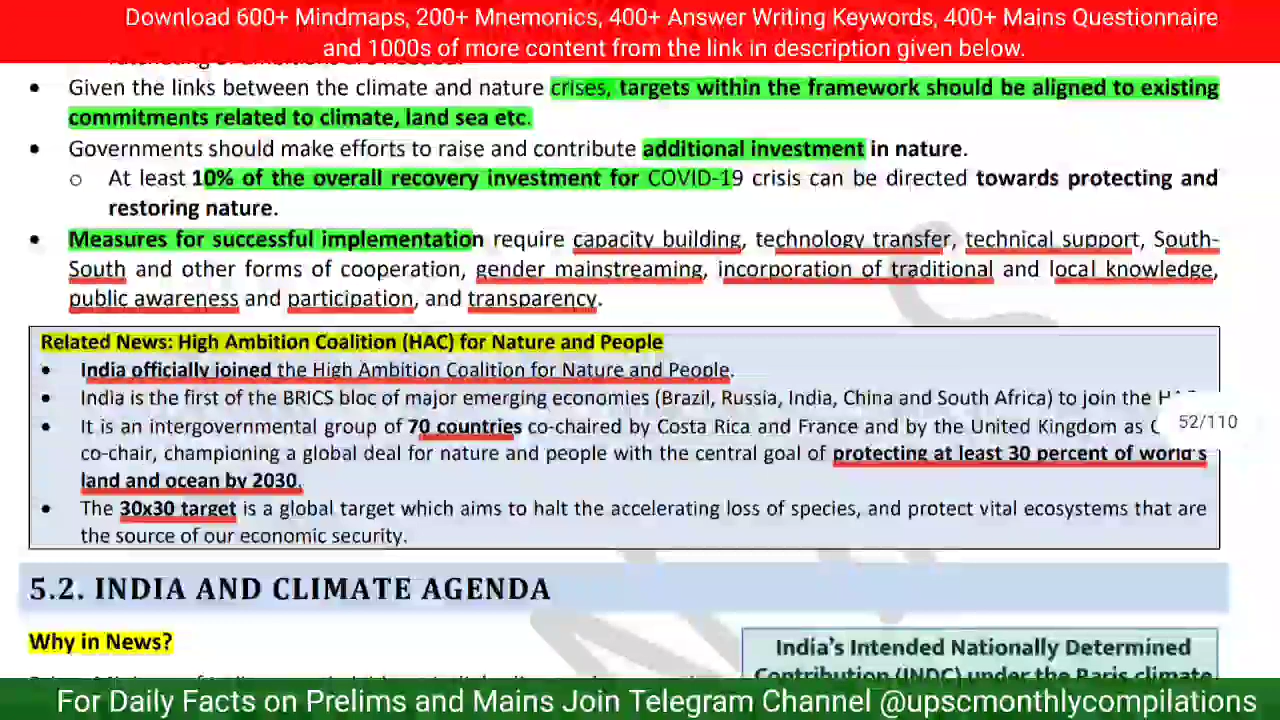 Download 600+ Mindmaps, 200+ Mnemonics, 400+ Answer Writing Keywords, 400+ Mains Questionnaire
and 1000s of more content from the link in description given below.
• Given the links between the climate and nature crises, targets within the framework should be aligned to existing
commitments related to climate, land sea etc.
• Governments should make efforts to raise and contribute additional investment in nature.
o At least 10% of the overall recovery investment for COVID-19 crisis can be directed towards protecting and
restoring nature.
• Measures for successful implementation require capacity building, technology transfer, technical support, South-
South and other forms of cooperation, gender mainstreaming, incorporation of traditional and local knowledge,
public awareness and participation, and transparency.
Related News: High Ambition Coalition (HAC) for Nature and People
• India officially joined the High Ambition Coalition for Nature and People.
• India is the first of the BRICS bloc of major emerging economies (Brazil, Russia, India, China and South Africa) to join the
• It is an intergovernmental group of 70 countries co-chaired by Costa Rica and France and by the United Kingdom as
52/110
co-chair, championing a global deal for nature and people with the central goal of protecting at least 30 percent of world's
land and ocean by 2030.
• The 30x30 target is a global target which aims to halt the accelerating loss of species, and protect vital ecosystems that are
the source of our economic security.
5.2. INDIA AND CLIMATE AGENDA
Why in News?
India's Intended Nationally Determined
Contribution (INDC) under the Paris climate
For Daily Facts on Prelims and Mains Join Telegram Channel @upscmonthlycompilations